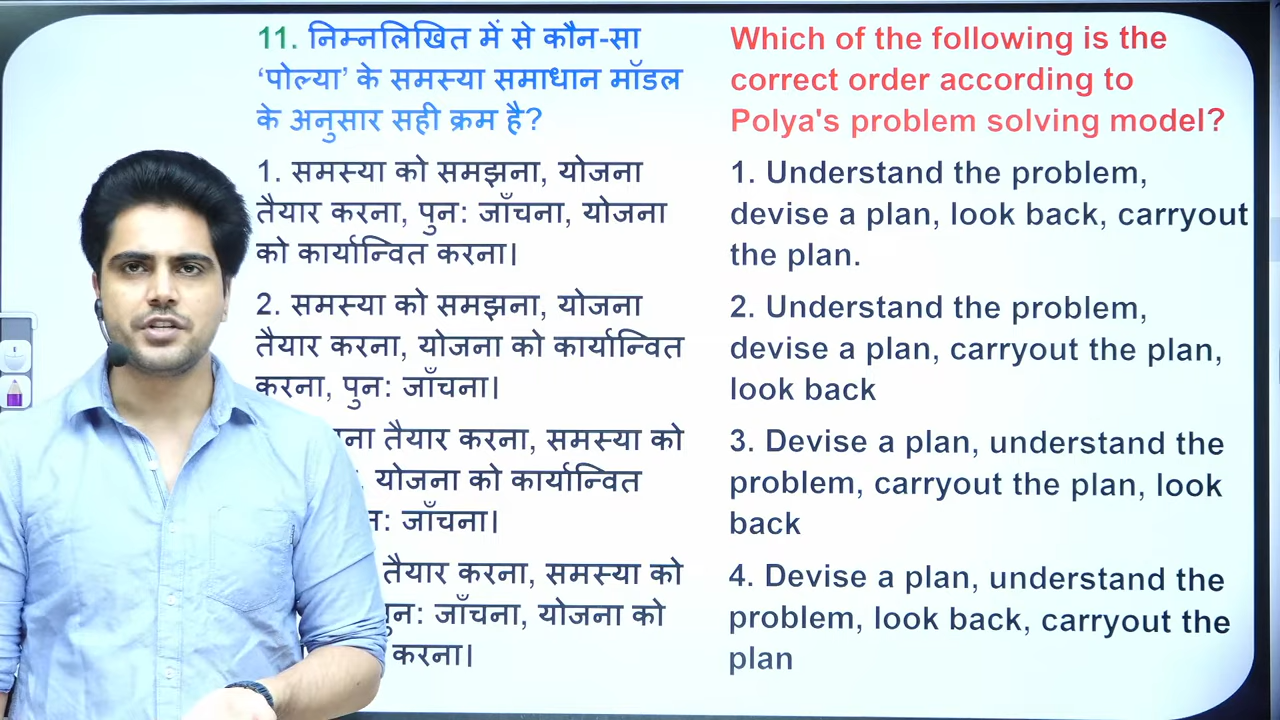 11. निम्नलिखित में से कौन-सा
‘पोल्या’ के समस्या समाधान मॉडल
के अनुसार सही क्रम है?
1. समस्या को समझना, योजना
तैयार करना, पुन: जाँचना, योजना
को कार्यान्वित करना।
2. समस्या को समझना, योजना
तैयार करना, योजना को कार्यान्वित
करना, पुन: जाँचना।
तैयार करना, समस्या को
योजना को कार्यान्वित
जाँचना।
तैयार करना, समस्या को
जाँचना, योजना को
करना।
Which of the following is the
correct order according to
Polya's problem solving model?
1. Understand the problem,
devise a plan, look back, carryout
the plan.
2. Understand the problem,
devise a plan, carryout the plan,
look back
3. Devise a plan, understand the
problem, carryout the plan, look
back
4. Devise a plan, understand the
problem, look back, carryout the
plan